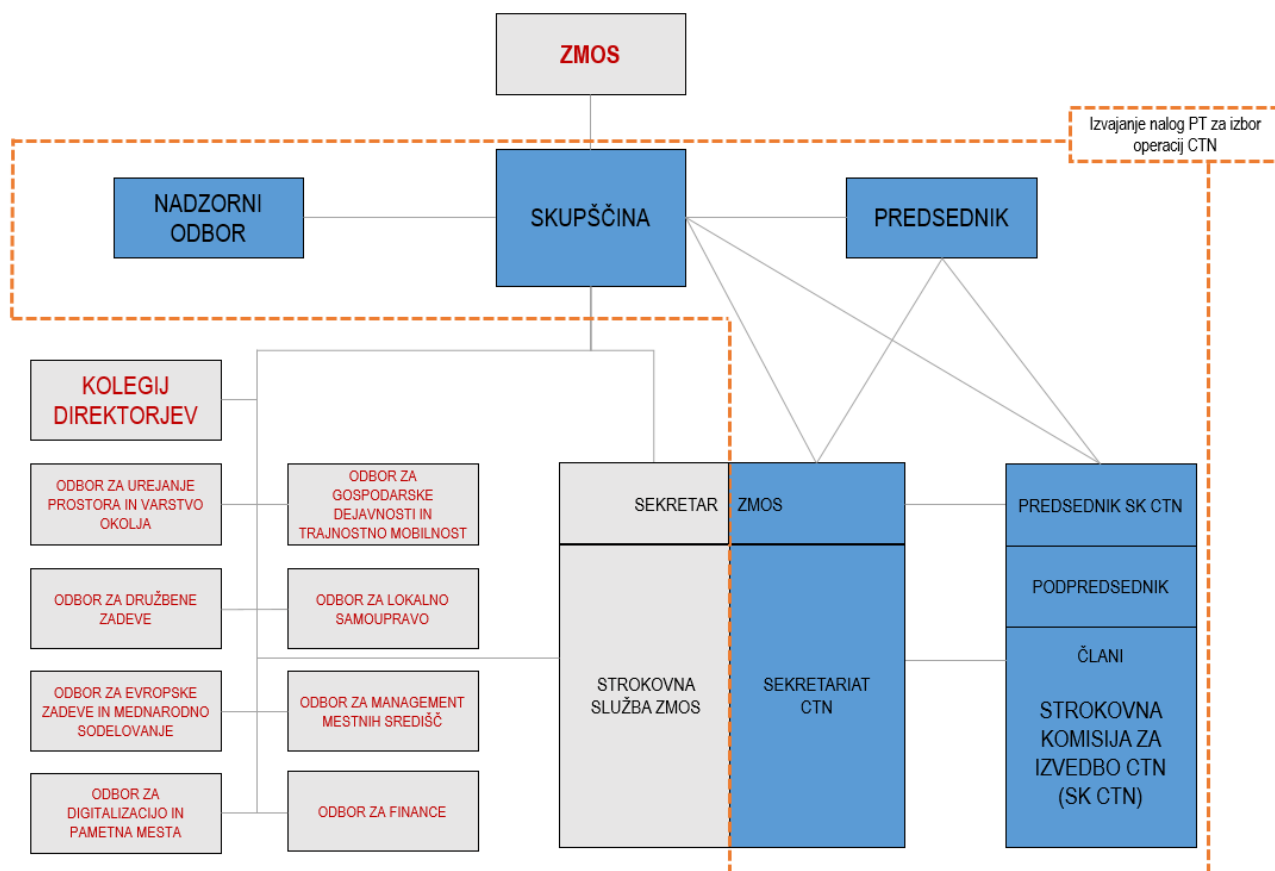 ZMOS
Izvajanje nalog PT za izbor
operacij CTN
NADZORNI
ODBOR
SKUPŠČINA
PREDSEDNIK
KOLEGIJ
DIREKTORJEV
ODBOR ZA UREJANJE
PROSTORA IN VARSTVO
OKOLJA
ODBOR ZA
GOSPODARSKE
DEJAVNOSTI IN
TRAJNOSTNO MOBILNOST
SEKRETAR ZMOS
PREDSEDNIK SK CTN
ODBOR ZA DRUŽBENE
ZADEVE
ODBOR ZA LOKALNO
SAMOUPRAVO
PODPREDSEDNIK
ODBOR ZA EVROPSKE
ZADEVE IN MEDNARODNO
SODELOVANJE
ODBOR ZA MANAGEMENT
MESTNIH SREDIŠČ
STROKOVNA
SLUŽBA ZMOS
SEKRETARIAT
CTN
ČLANI
STROKOVNA
KOMISIJA ZA
IZVEDBO CTN
(SK CTN)
ODBOR ZA
DIGITALIZACIJO IN
PAMETNA MESTA
ODBOR ZA FINANCE